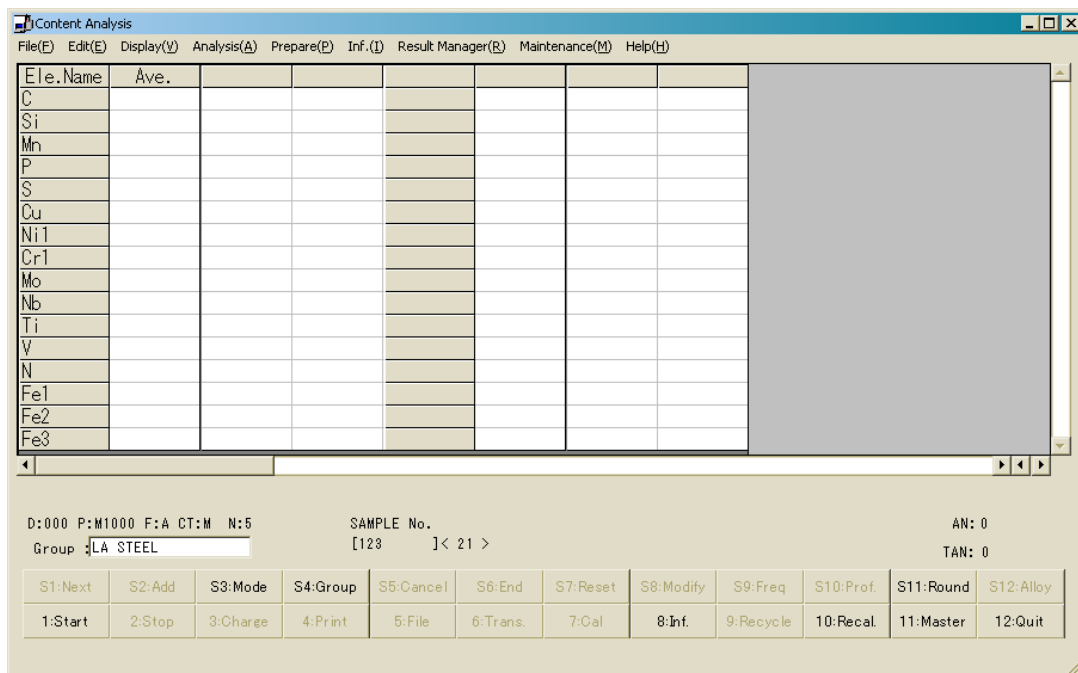 Content Analysis
File(F) Edit(E) Display(V) Analysis(A) Prepare(P) Inf.(I) Result Manager(R) Maintenance(M) Help(H)
Ele.Name Ave.
C
Si
Mn
P
S
Cu
Ni1
Cr1
Mo
Nb
Ti
V
N
Fe1
Fe2
Fe3
D:000 P:M1000 F:A CT:M N:5 SAMPLE No. AN: 0
Group :LA STEEL [123 ]< 21 > TAN: 0
S1:Next S2:Add S3:Mode S4:Group S5:Cancel S6:End S7:Reset S8:Modify S9:Freq S10:Prof. S11:Round S12:Alloy
1:Start 2:Stop 3:Charge 4:Print 5:File 6:Trans. 7:Cal 8:Inf. 9:Recycle 10:Recal. 11:Master 12:Quit